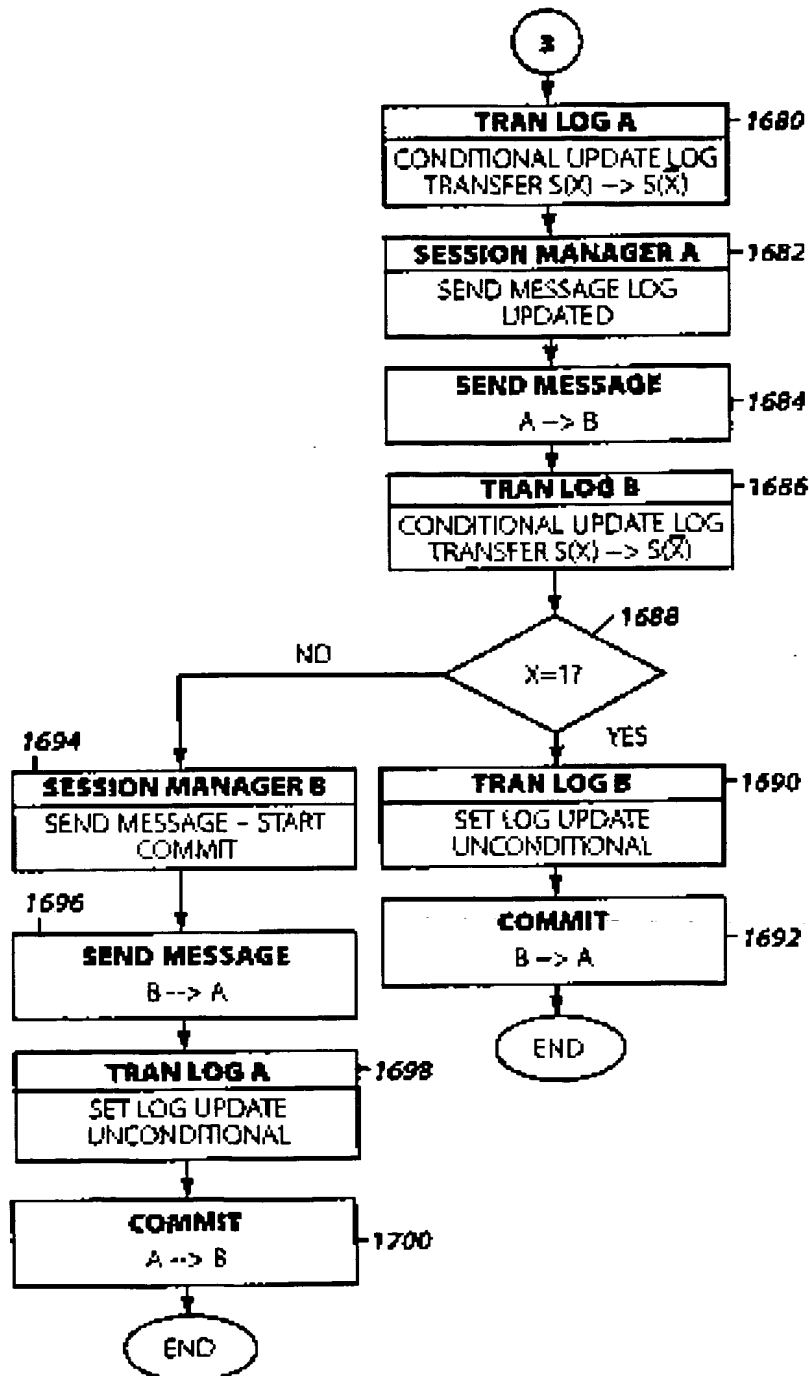 3
TRAN LOG A
1680
CONDITIONAL UPDATE LOG
TRANSFER S(X) –> S(X̅)
SESSION MANAGER A
1682
SEND MESSAGE LOG
UPDATED
SEND MESSAGE
1684
A –> B
TRAN LOG B
1686
CONDITIONAL UPDATE LOG
TRANSFER S(X) –> S(X̅)
1688
X=1?
NO
YES
1694
SESSION MANAGER B
SEND MESSAGE – START
COMMIT
TRAN LOG B
1690
SET LOG UPDATE
UNCONDITIONAL
1696
SEND MESSAGE
B --> A
COMMIT
1692
B –> A
END
TRAN LOG A
1698
SET LOG UPDATE
UNCONDITIONAL
COMMIT
1700
A --> B
END